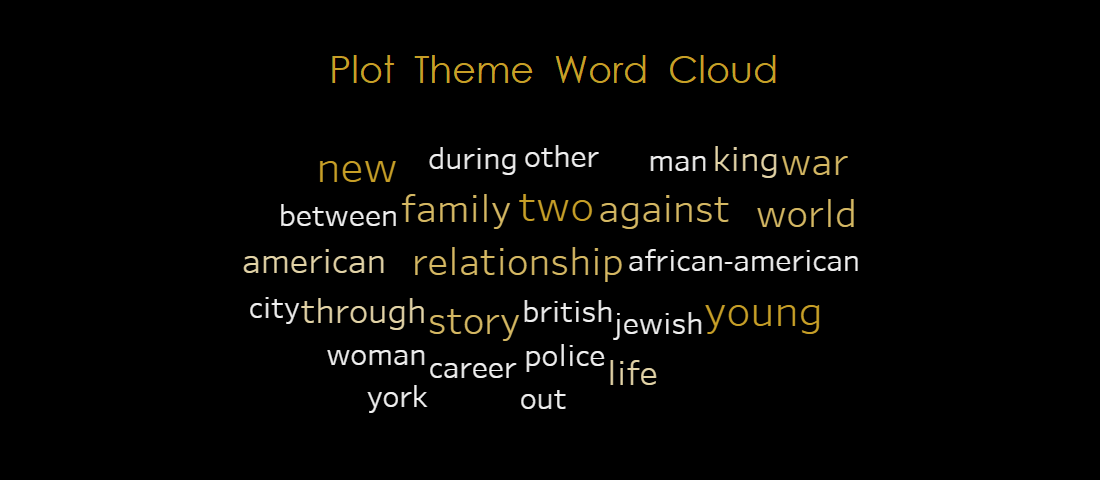 Plot Theme Word Cloud
new during other man king war
between family two against world
american relationship african-american
city through story british jewish young
woman career police life
york out